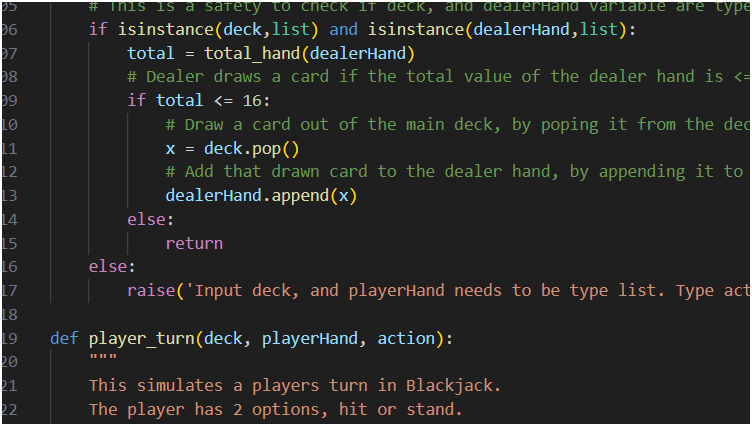 05 # This is a safety to check if deck, and dealerHand variable are type
06 if isinstance(deck,list) and isinstance(dealerHand,list):
07 total = total_hand(dealerHand)
08 # Dealer draws a card if the total value of the dealer hand is <=
09 if total <= 16:
10 # Draw a card out of the main deck, by poping it from the dec
11 x = deck.pop()
12 # Add that drawn card to the dealer hand, by appending it to
13 dealerHand.append(x)
14 else:
15 return
16 else:
17 raise('Input deck, and playerHand needs to be type list. Type act
18
19 def player_turn(deck, playerHand, action):
20 """
21 This simulates a players turn in Blackjack.
22 The player has 2 options, hit or stand.